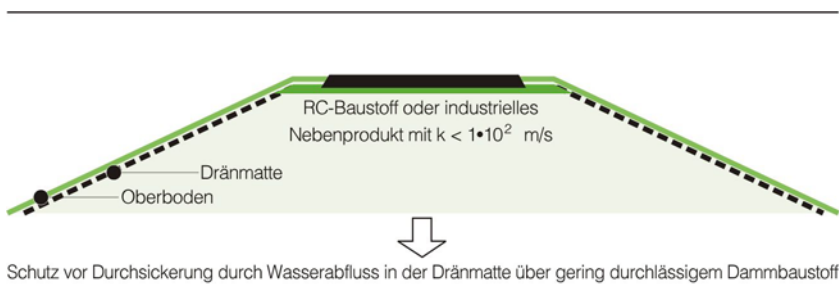 RC-Baustoff oder industrielles
Nebenprodukt mit k < 1•10² m/s
Dränmatte
Oberboden
Schutz vor Durchsickerung durch Wasserabfluss in der Dränmatte über gering durchlässigem Dammbaustoff